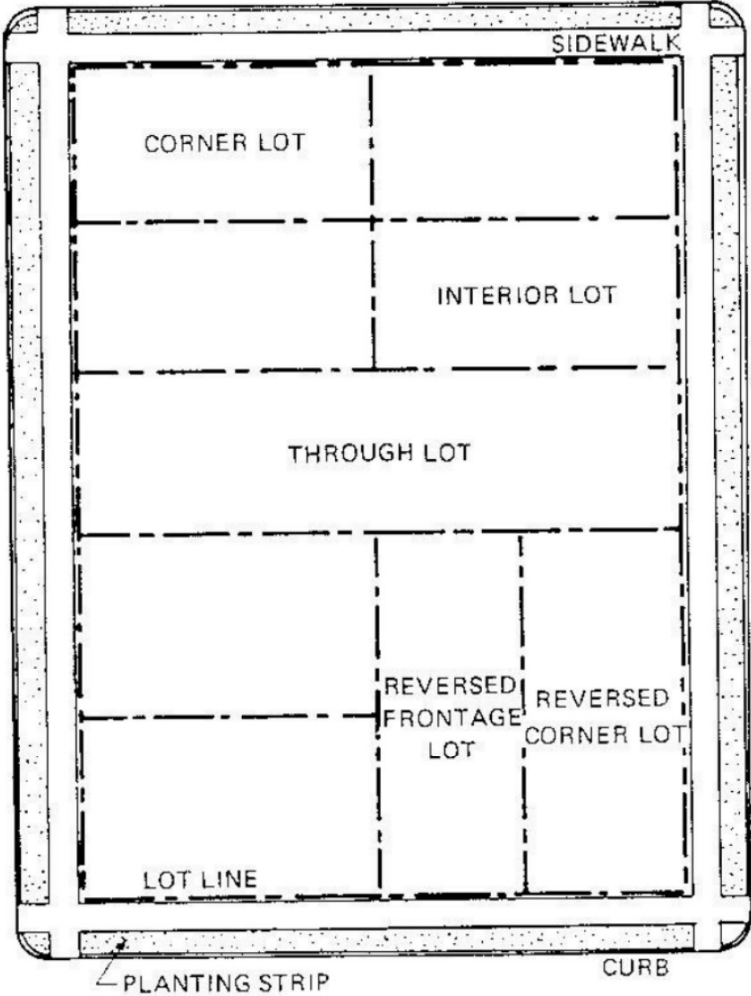 SIDEWALK
CORNER LOT
INTERIOR LOT
THROUGH LOT
REVERSED
FRONTAGE
LOT
REVERSED
CORNER LOT
LOT LINE
PLANTING STRIP
CURB